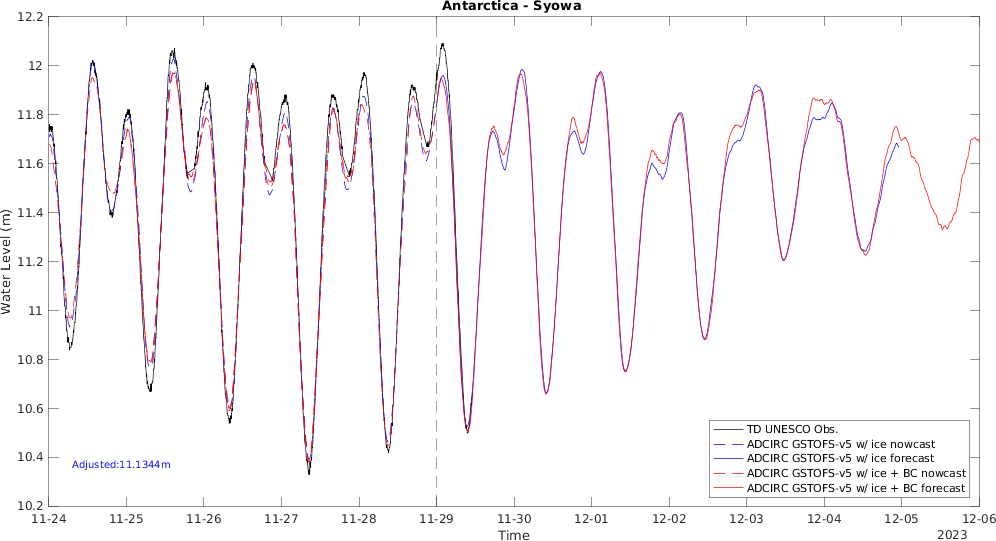 Antarctica - Syowa
12.2
12
11.8
11.6
11.4
11.2
11
10.8
10.6
10.4
10.2
Water Level (m)
Adjusted:11.1344m
TD UNESCO Obs.
ADCIRC GSTOFS-v5 w/ ice nowcast
ADCIRC GSTOFS-v5 w/ ice forecast
ADCIRC GSTOFS-v5 w/ ice + BC nowcast
ADCIRC GSTOFS-v5 w/ ice + BC forecast
11-24 11-25 11-26 11-27 11-28 11-29 11-30 12-01 12-02 12-03 12-04 12-05 12-06
Time
2023